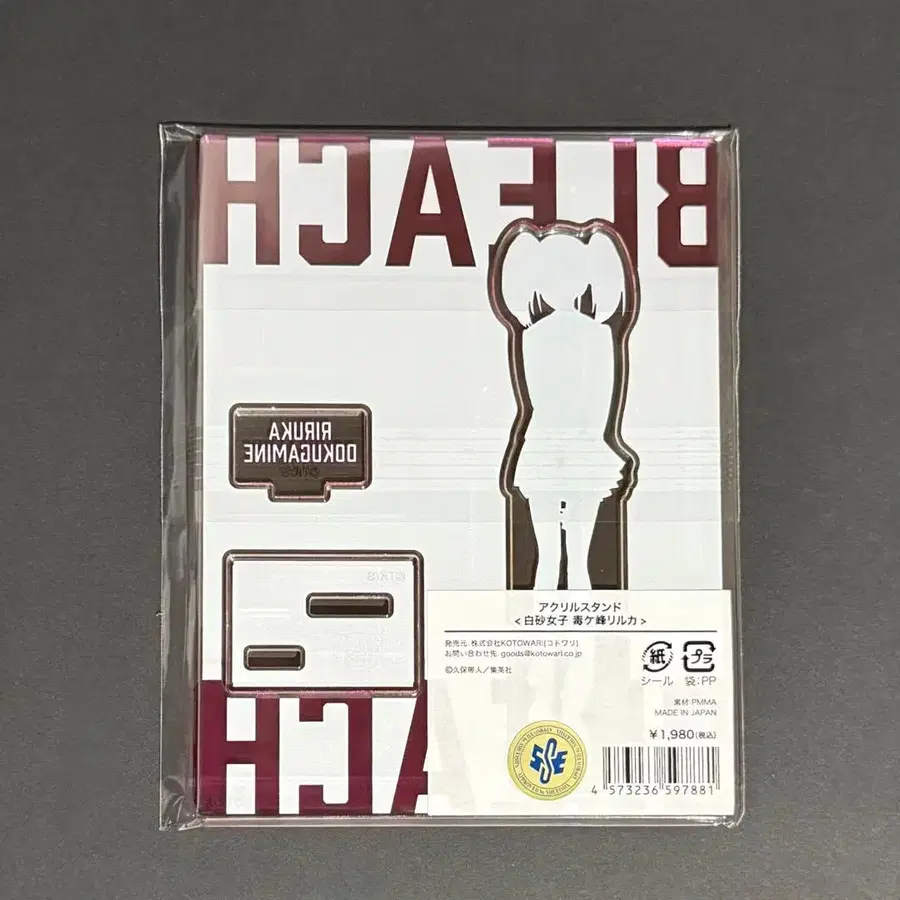 BLEACH
RIRUKA
DOKUGAMINE
©TK/S
アクリルスタンド
<白砂女子 毒ケ峰リルカ>
発売元:株式会社KOTOWARI[コトワリ]
お問い合わせ先:goods@kotowari.co.jp
©久保帯人/集英社
紙 プラ
シール 袋:PP
素材:PMMA
MADE IN JAPAN
¥1,980(税込)
SSE
4 573236 597881